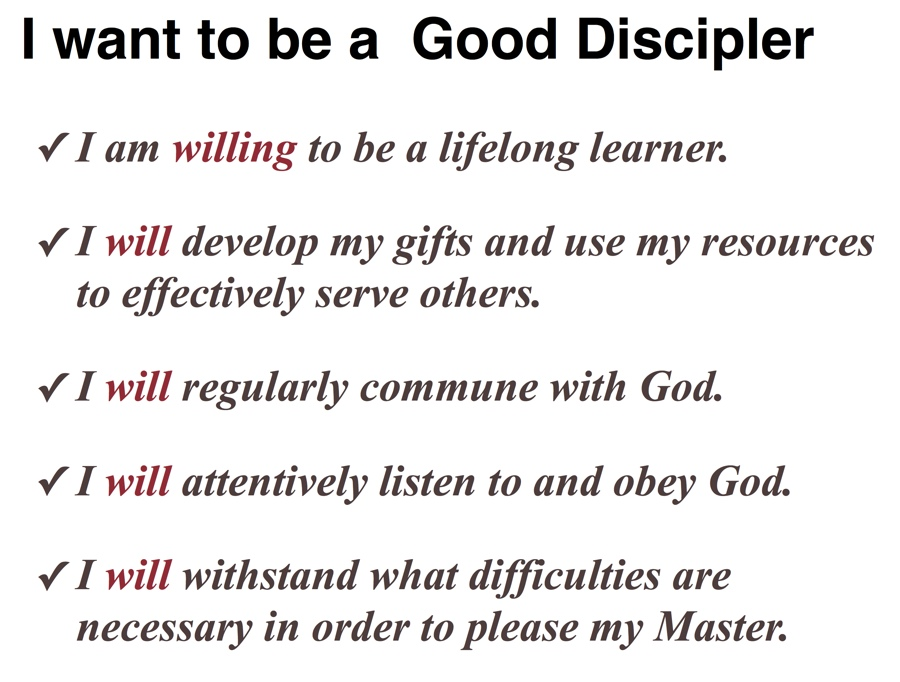 I want to be a  Good Discipler
✓ I am willing to be a lifelong learner.
✓ I will develop my gifts and use my resources
to effectively serve others.
✓ I will regularly commune with God.
✓ I will attentively listen to and obey God.
✓ I will withstand what difficulties are
necessary in order to please my Master.